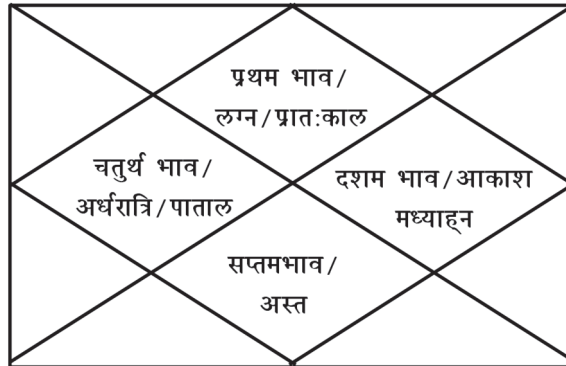 प्रथम भाव/
लग्न/प्रात:काल
चतुर्थ भाव/
अर्धरात्रि/पाताल
दशम भाव/आकाश
मध्याह्न
सप्तमभाव/
अस्त